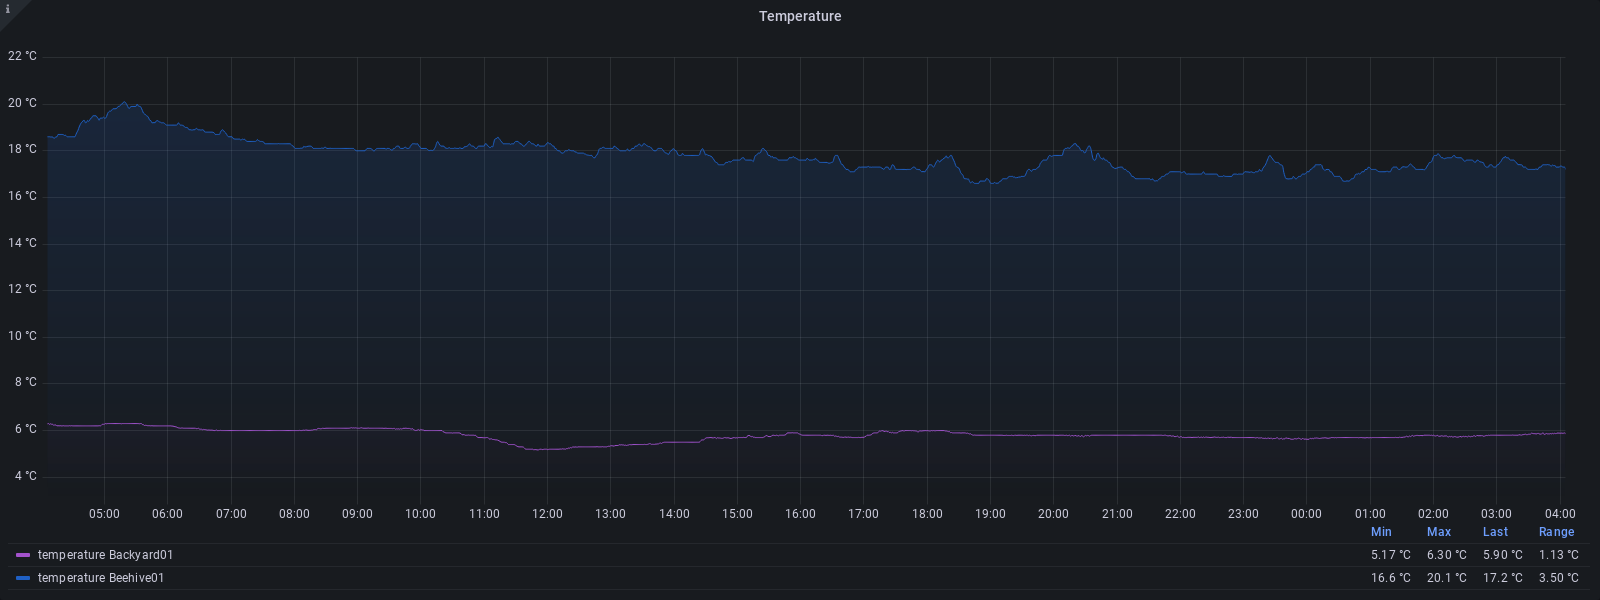 i
Temperature
22 °C
20 °C
18 °C
16 °C
14 °C
12 °C
10 °C
8 °C
6 °C
4 °C
05:00 06:00 07:00 08:00 09:00 10:00 11:00 12:00 13:00 14:00 15:00 16:00 17:00 18:00 19:00 20:00 21:00 22:00 23:00 00:00 01:00 02:00 03:00 04:00
Min Max Last Range
temperature Backyard01 5.17 °C 6.30 °C 5.90 °C 1.13 °C
temperature Beehive01 16.6 °C 20.1 °C 17.2 °C 3.50 °C